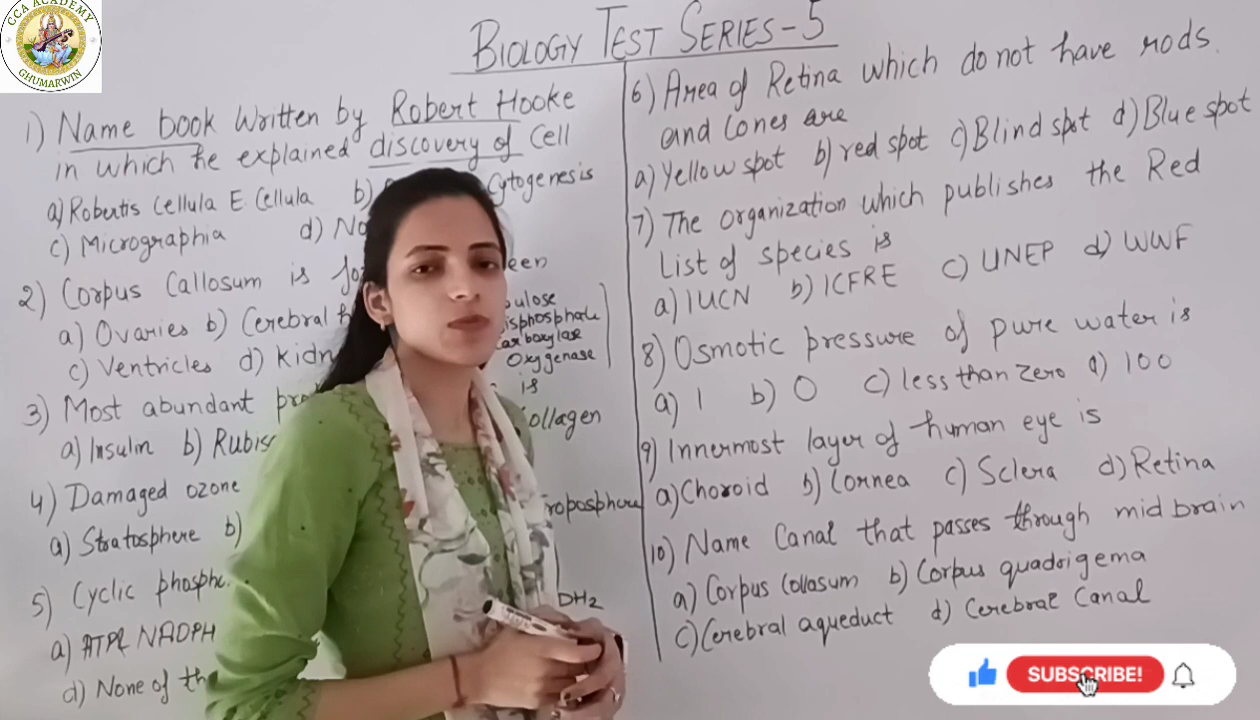 CCA ACADEMY
GHUMARWIN
BIOLOGY TEST SERIES-5
1) Name book written by Robert Hooke
in which he explained discovery of Cell
a) Robertis Cellula E Cellula b) Cytogenesis
c) Micrographia d) No
2) Corpus Callosum is een
a) Ovaries b) Cerebral
c) Ventricles d) Kidn
ulose
isphosphate
arboxylase
Oxygenase
3) Most abundant is
a) Insulm b) Rubis ollagen
4) Damaged ozone
a) Stratosphere b) roposphere
5) Cyclic
a) ATPL NADPH DH2
d) None of th
6) Area of Retina which do not have rods.
and Cones are
a) Yellow spot b) red spot c) Blind spot d) Blue spot
7) The organization which publishes the Red
List of species is
a) IUCN b) ICFRE c) UNEP d) WWF
8) Osmotic pressure of pure water is
a) 1 b) 0 c) less than zero d) 100
9) Innermost layer of human eye is
a) Choroid b) Cornea c) Sclera d) Retina
10) Name Canal that passes through mid brain
a) Corpus Collasum b) Corpus quadrigema
c) Cerebral aqueduct d) Cerebral Canal
SUBSCRIBE!